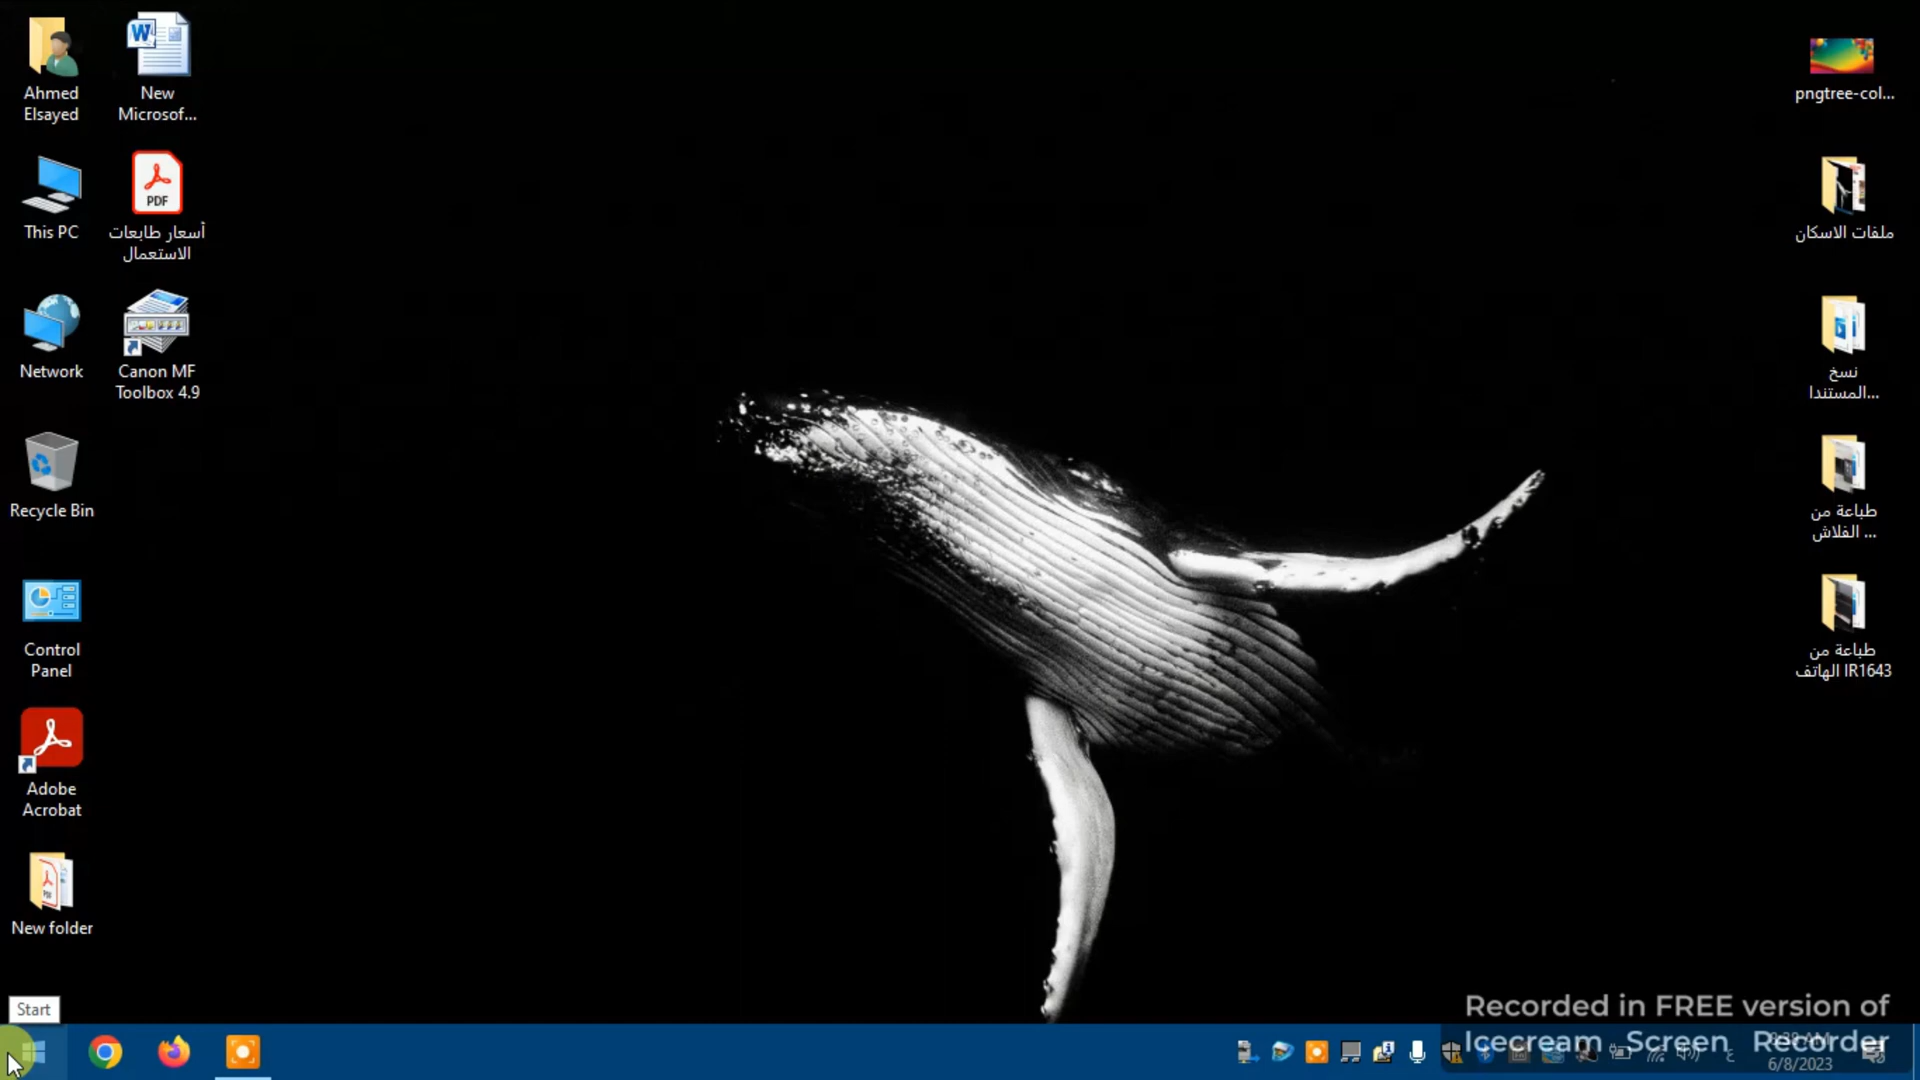 Ahmed
Elsayed
New
Microsof...
This PC
PDF
أسعار طابعات
الاستعمال
Network
Canon MF
Toolbox 4.9
Recycle Bin
Control
Panel
Adobe
Acrobat
New folder
pngtree-col...
ملفات الاسكان
نسخ
المستندا...
طباعة من
الفلاش ...
طباعة من
الهاتف IR1643
Start
Recorded in FREE version of
Icecream Screen Recorder
6/8/2023